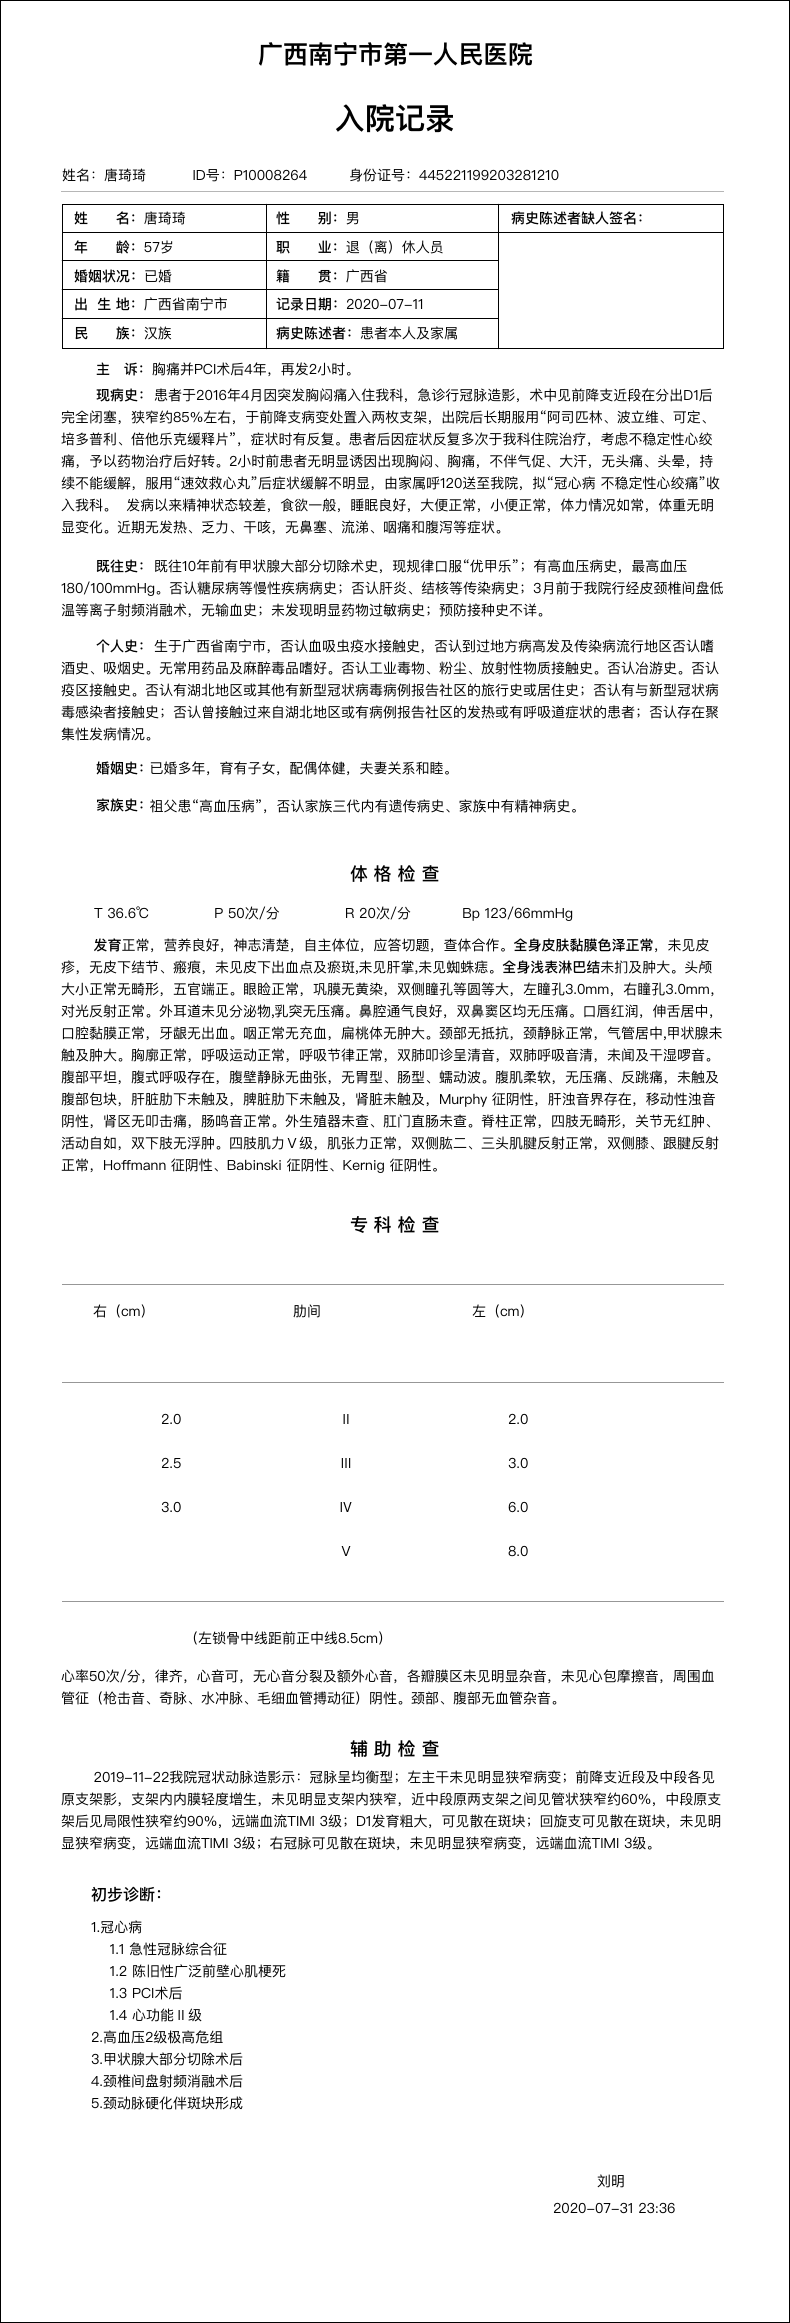 广西南宁市第一人民医院
入院记录
姓名：唐琦琦 ID号：P10008264 身份证号：445221199203281210
姓 名：唐琦琦 性 别：男 病史陈述者缺人签名：
年 龄：57岁 职 业：退（离）休人员
婚姻状况：已婚 籍 贯：广西省
出 生 地：广西省南宁市 记录日期：2020-07-11
民 族：汉族 病史陈述者：患者本人及家属
主 诉：胸痛并PCI术后4年，再发2小时。
现病史：患者于2016年4月因突发胸闷痛入住我科，急诊行冠脉造影，术中见前降支近段在分出D1后
完全闭塞，狭窄约85%左右，于前降支病变处置入两枚支架，出院后长期服用“阿司匹林、波立维、可定、
培多普利、倍他乐克缓释片”，症状时有反复。患者后因症状反复多次于我科住院治疗，考虑不稳定性心绞
痛，予以药物治疗后好转。2小时前患者无明显诱因出现胸闷、胸痛，不伴气促、大汗，无头痛、头晕，持
续不能缓解，服用“速效救心丸”后症状缓解不明显，由家属呼120送至我院，拟“冠心病 不稳定性心绞痛”收
入我科。 发病以来精神状态较差，食欲一般，睡眠良好，大便正常，小便正常，体力情况如常，体重无明
显变化。近期无发热、乏力、干咳，无鼻塞、流涕、咽痛和腹泻等症状。
既往史：既往10年前有甲状腺大部分切除术史，现规律口服“优甲乐”；有高血压病史，最高血压
180/100mmHg。否认糖尿病等慢性疾病病史；否认肝炎、结核等传染病史；3月前于我院行经皮颈椎间盘低
温等离子射频消融术，无输血史；未发现明显药物过敏病史；预防接种史不详。
个人史：生于广西省南宁市，否认血吸虫疫水接触史，否认到过地方病高发及传染病流行地区否认嗜
酒史、吸烟史。无常用药品及麻醉毒品嗜好。否认工业毒物、粉尘、放射性物质接触史。否认冶游史。否认
疫区接触史。否认有湖北地区或其他有新型冠状病毒病例报告社区的旅行史或居住史；否认有与新型冠状病
毒感染者接触史；否认曾接触过来自湖北地区或有病例报告社区的发热或有呼吸道症状的患者；否认存在聚
集性发病情况。
婚姻史：已婚多年，育有子女，配偶体健，夫妻关系和睦。
家族史：祖父患“高血压病”，否认家族三代内有遗传病史、家族中有精神病史。
体 格 检 查
T 36.6℃ P 50次/分 R 20次/分 Bp 123/66mmHg
发育正常，营养良好，神志清楚，自主体位，应答切题，查体合作。全身皮肤黏膜色泽正常，未见皮
疹，无皮下结节、瘢痕，未见皮下出血点及瘀斑,未见肝掌,未见蜘蛛痣。全身浅表淋巴结未扪及肿大。头颅
大小正常无畸形，五官端正。眼睑正常，巩膜无黄染，双侧瞳孔等圆等大，左瞳孔3.0mm，右瞳孔3.0mm，
对光反射正常。外耳道未见分泌物,乳突无压痛。鼻腔通气良好，双鼻窦区均无压痛。口唇红润，伸舌居中，
口腔黏膜正常，牙龈无出血。咽正常无充血，扁桃体无肿大。颈部无抵抗，颈静脉正常，气管居中,甲状腺未
触及肿大。胸廓正常，呼吸运动正常，呼吸节律正常，双肺叩诊呈清音，双肺呼吸音清，未闻及干湿啰音。
腹部平坦，腹式呼吸存在，腹壁静脉无曲张，无胃型、肠型、蠕动波。腹肌柔软，无压痛、反跳痛，未触及
腹部包块，肝脏肋下未触及，脾脏肋下未触及，肾脏未触及，Murphy 征阴性，肝浊音界存在，移动性浊音
阴性，肾区无叩击痛，肠鸣音正常。外生殖器未查、肛门直肠未查。脊柱正常，四肢无畸形，关节无红肿、
活动自如，双下肢无浮肿。四肢肌力Ⅴ级，肌张力正常，双侧肱二、三头肌腱反射正常，双侧膝、跟腱反射
正常，Hoffmann 征阴性、Babinski 征阴性、Kernig 征阴性。
专 科 检 查
右（cm） 肋间 左（cm）
2.0 II 2.0
2.5 III 3.0
3.0 IV 6.0
V 8.0
（左锁骨中线距前正中线8.5cm）
心率50次/分，律齐，心音可，无心音分裂及额外心音，各瓣膜区未见明显杂音，未见心包摩擦音，周围血
管征（枪击音、奇脉、水冲脉、毛细血管搏动征）阴性。颈部、腹部无血管杂音。
辅 助 检 查
2019-11-22我院冠状动脉造影示：冠脉呈均衡型；左主干未见明显狭窄病变；前降支近段及中段各见
原支架影，支架内内膜轻度增生，未见明显支架内狭窄，近中段原两支架之间见管状狭窄约60%，中段原支
架后见局限性狭窄约90%，远端血流TIMI 3级；D1发育粗大，可见散在斑块；回旋支可见散在斑块，未见明
显狭窄病变，远端血流TIMI 3级；右冠脉可见散在斑块，未见明显狭窄病变，远端血流TIMI 3级。
初步诊断：
1.冠心病
1.1 急性冠脉综合征
1.2 陈旧性广泛前壁心肌梗死
1.3 PCI术后
1.4 心功能Ⅱ级
2.高血压2级极高危组
3.甲状腺大部分切除术后
4.颈椎间盘射频消融术后
5.颈动脉硬化伴斑块形成
刘明
2020-07-31 23:36